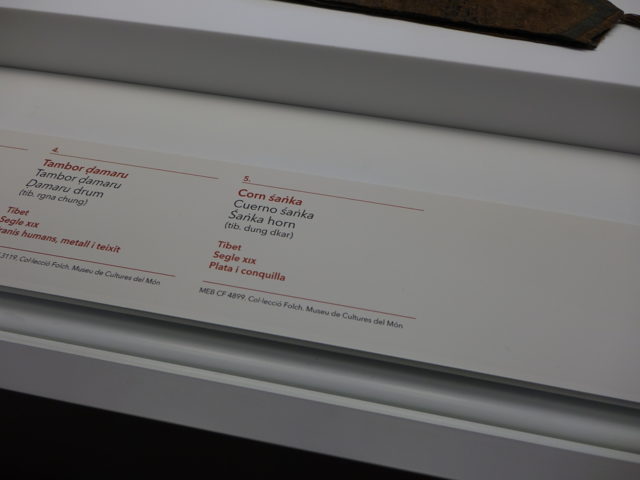 4.
Tambor ḍamaru
Tambor ḍamaru
Ḍamaru drum
(tib. rgna chung)
Tibet
Segle XIX
humans, metall i teixit
3119. Col·lecció Folch. Museu de Cultures del Món
5.
Corn śaṅka
Cuerno śaṅka
Śaṅka horn
(tib. dung dkar)
Tibet
Segle XIX
Plata i conquilla
MEB CF 4899. Col·lecció Folch. Museu de Cultures del Món